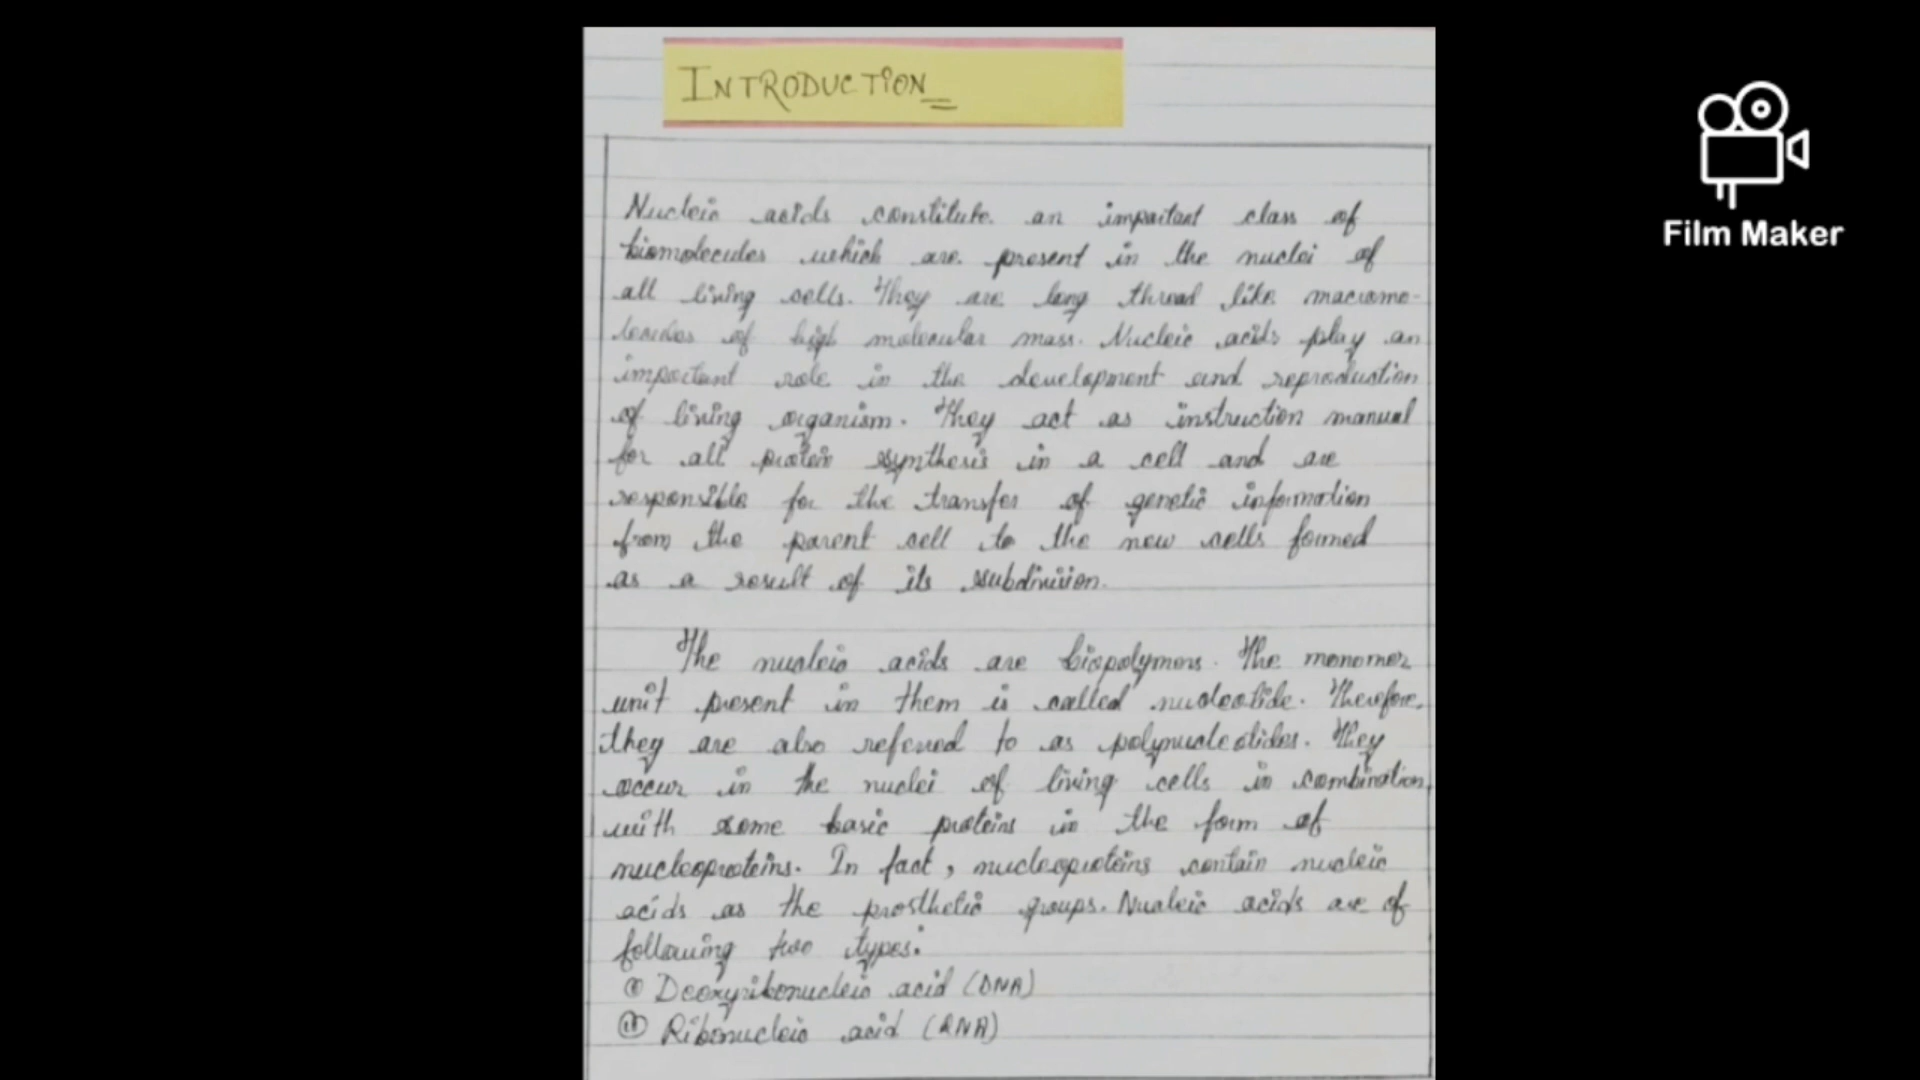 INTRODUCTION
Nucleic acids constitute an important class of
biomolecules which are present in the nuclei of
all living cells. They are long thread like macromo-
lecules of high molecular mass. Nucleic acids play an
important role in the development and reproduction
of living organism. They act as instruction manual
for all protein synthesis in a cell and are
responsible for the transfer of genetic information
from the parent cell to the new cells formed
as a result of its subdivision.
The nucleic acids are biopolymers. The monomer
unit present in them is called nucleotide. Therefore,
they are also referred to as polynucleotides. They
occur in the nuclei of living cells in combination
with some basic proteins in the form of
nucleoproteins. In fact, nucleoproteins contain nucleic
acids as the prosthetic groups. Nucleic acids are of
following two types:
(i) Deoxyribonucleic acid (DNA)
(ii) Ribonucleic acid (RNA)
Film Maker